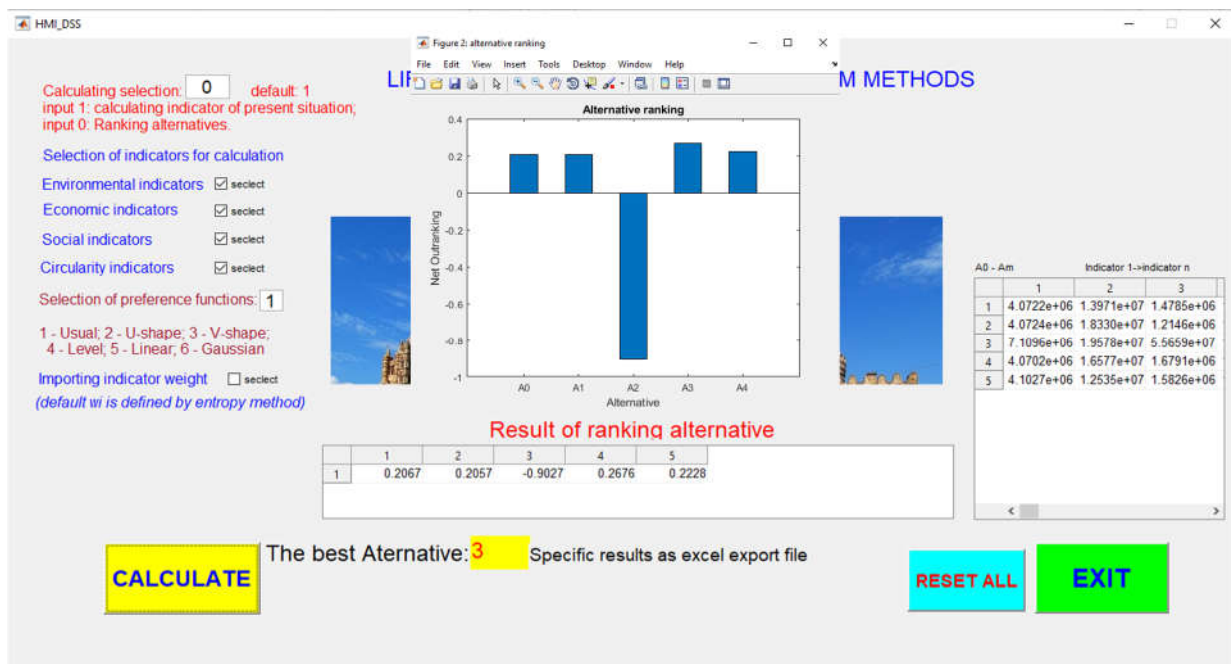 HMI_DSS
Figure 2: alternative ranking
File Edit View Insert Tools Desktop Window Help
M METHODS
Calculating selection: 0 default: 1
input 1: calculating indicator of present situation;
input 0: Ranking alternatives.
Selection of indicators for calculation
Environmental indicators seclect
Economic indicators seclect
Social indicators seclect
Circularity indicators seclect
Selection of preference functions: 1
1 - Usual; 2 - U-shape; 3 - V-shape;
4 - Level; 5 - Linear; 6 - Gaussian
Importing indicator weight seclect
(default wi is defined by entropy method)
Alternative ranking
Net Outranking
0.4
0.2
0
-0.2
-0.4
-0.6
-0.8
-1
A0 A1 A2 A3 A4
Alternative
A0 - Am Indicator 1->indicator n
1 2 3
1 4.0722e+06 1.3971e+07 1.4785e+06
2 4.0724e+06 1.8330e+07 1.2146e+06
3 7.1096e+06 1.9578e+07 5.5659e+07
4 4.0702e+06 1.6577e+07 1.6791e+06
5 4.1027e+06 1.2535e+07 1.5826e+06
Result of ranking alternative
1 2 3 4 5
1 0.2067 0.2057 -0.9027 0.2676 0.2228
The best Aternative: 3 Specific results as excel export file
CALCULATE
RESET ALL
EXIT